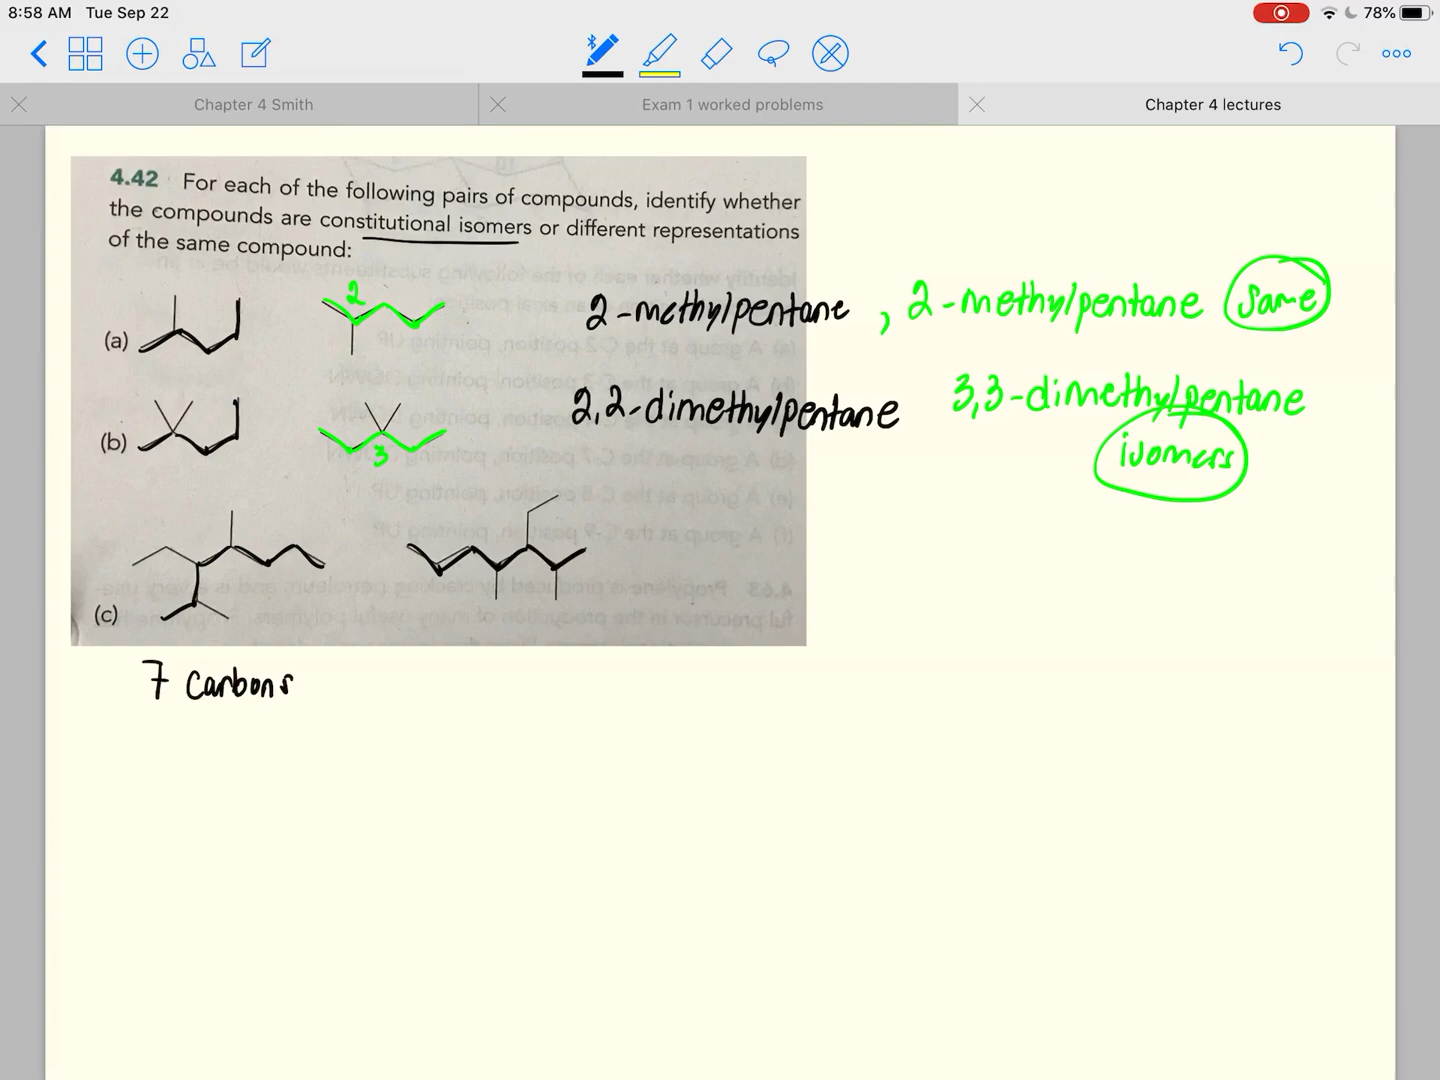 8:58 AM Tue Sep 22
78%
Chapter 4 Smith
Exam 1 worked problems
Chapter 4 lectures
4.42 For each of the following pairs of compounds, identify whether
the compounds are constitutional isomers or different representations
of the same compound:
(a)
2
2-methylpentane , 2-methylpentane same
(b)
3
2,2-dimethylpentane 3,3-dimethylpentane
isomers
(c)
7 carbons